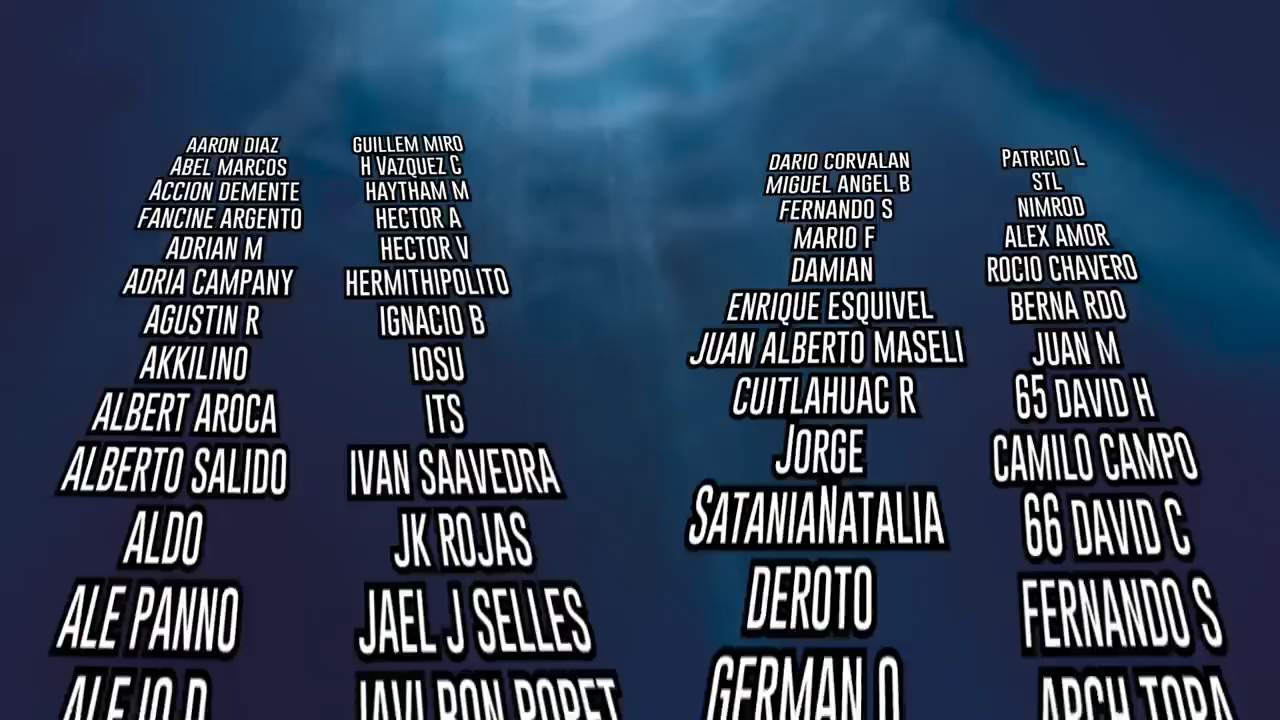 AARON DIAZ
ABEL MARCOS
ACCION DEMENTE
FANCINE ARGENTO
ADRIAN M
ADRIA CAMPANY
AGUSTIN R
AKKILINO
ALBERT AROCA
ALBERTO SALIDO
ALDO
ALE PANNO
GUILLEM MIRO
H VAZQUEZ C
HAYTHAM M
HECTOR A
HECTOR V
HERMITHIPOLITO
IGNACIO B
IOSU
ITS
IVAN SAAVEDRA
JK ROJAS
JAEL J SELLES
DARIO CORVALAN
MIGUEL ANGEL B
FERNANDO S
MARIO F
DAMIAN
ENRIQUE ESQUIVEL
JUAN ALBERTO MASELI
CUITLAHUAC R
JORGE
SATANIANATALIA
DEROTO
GERMAN
PATRICIO L
STL
NIMROD
ALEX AMOR
ROCIO CHAVERO
BERNA RDO
JUAN M
65 DAVID H
CAMILO CAMPO
66 DAVID C
FERNANDO S